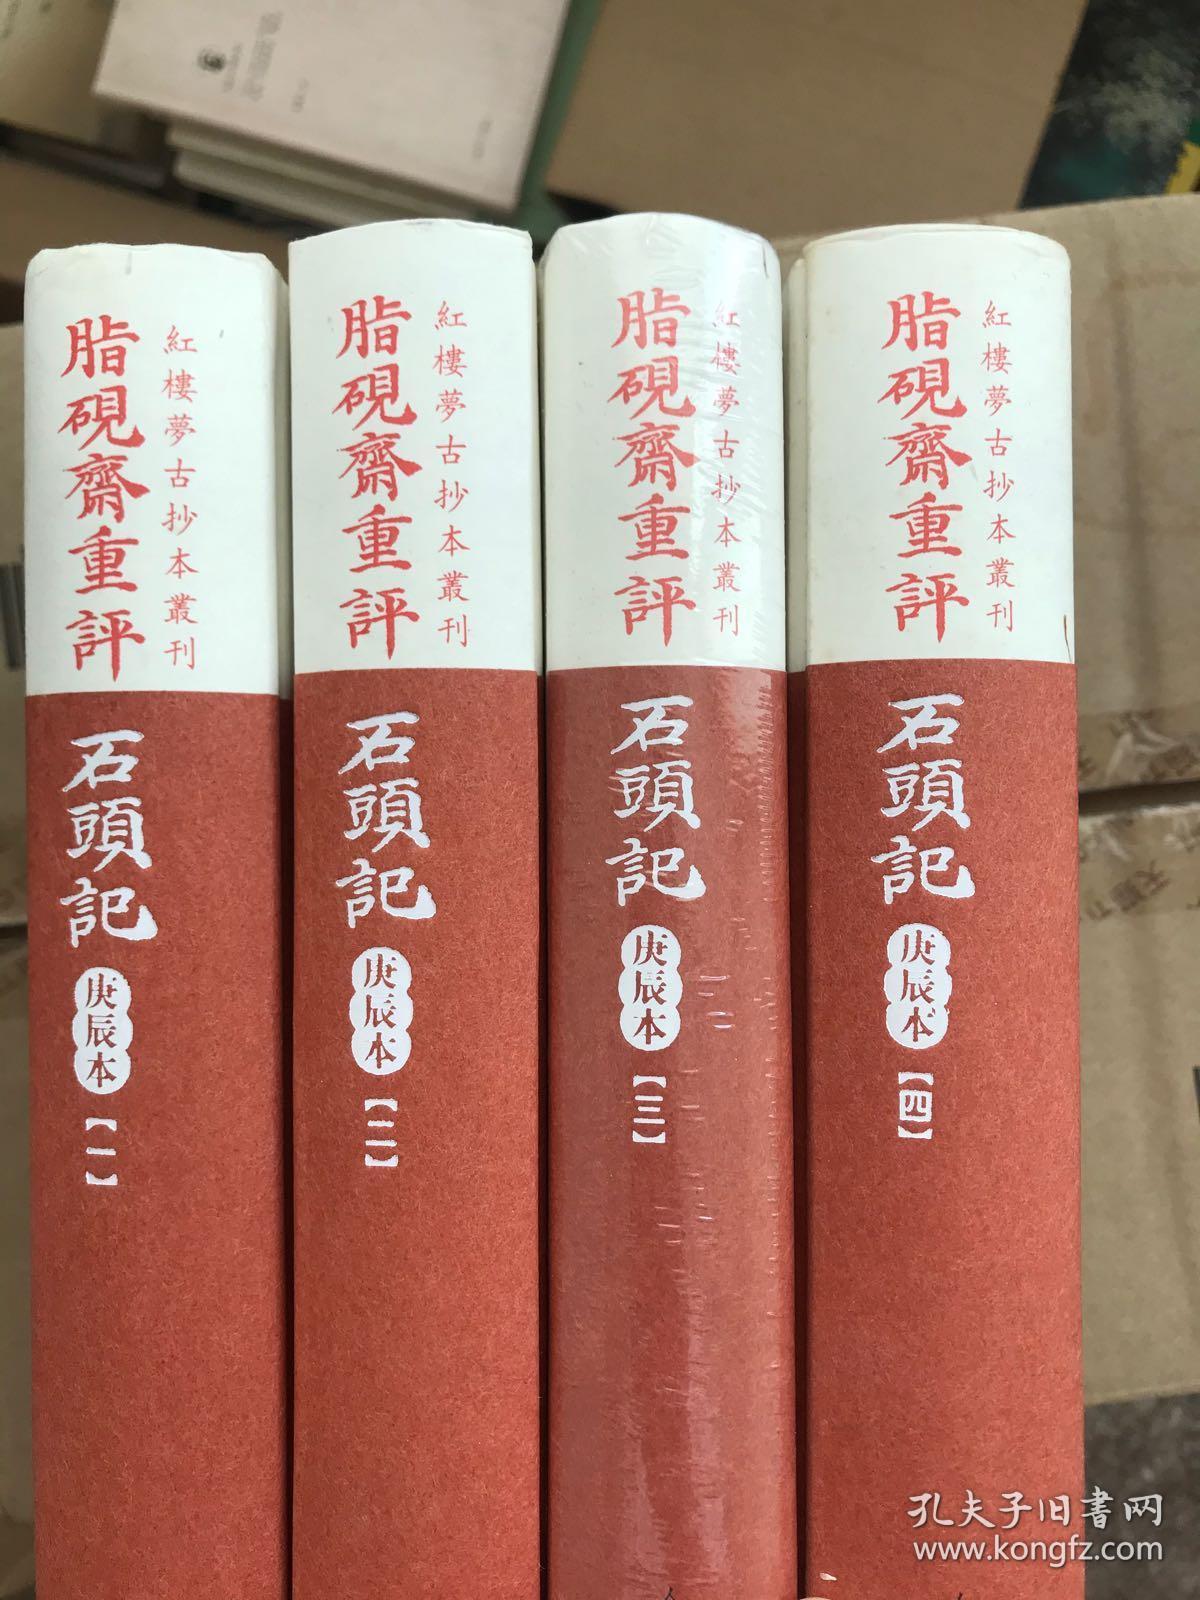 紅樓夢古抄本叢刊
脂硯齋重評
石頭記
庚辰本
【一】
紅樓夢古抄本叢刊
脂硯齋重評
石頭記
庚辰本
【二】
紅樓夢古抄本叢刊
脂硯齋重評
石頭記
庚辰本
【三】
紅樓夢古抄本叢刊
脂硯齋重評
石頭記
庚辰本
【四】
孔夫子旧书网
www.kongfz.com